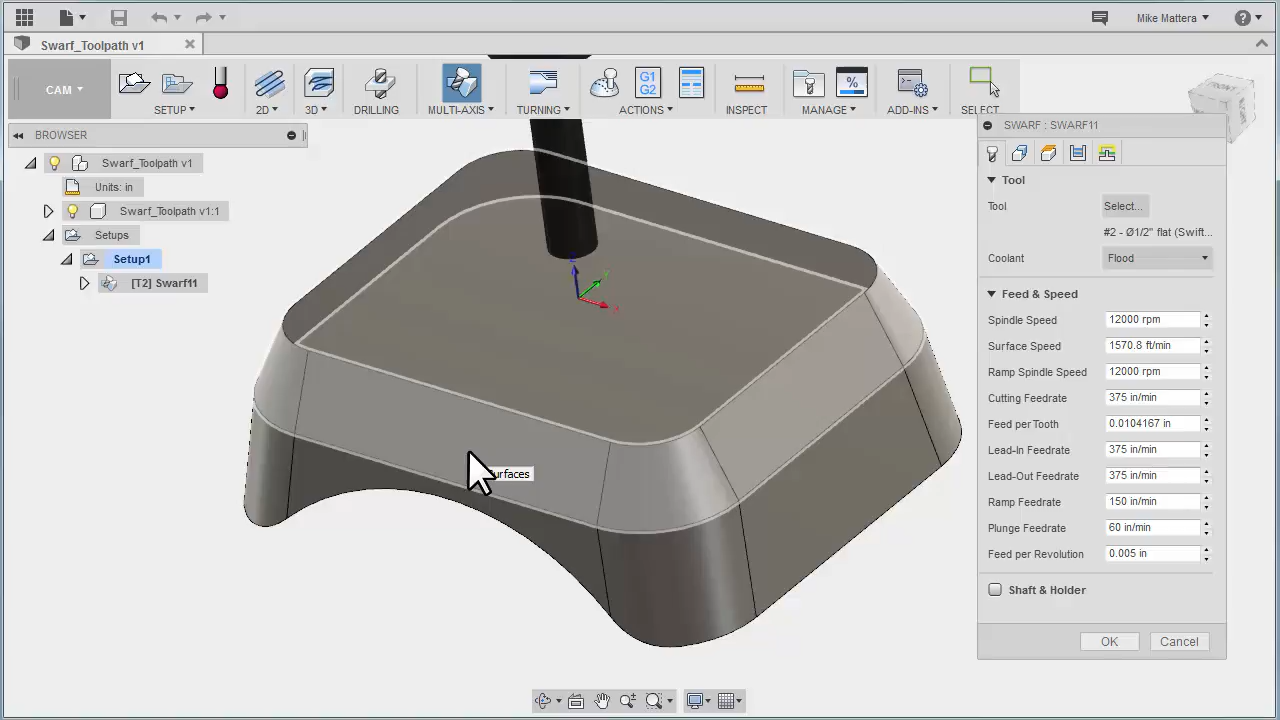 Mike Mattera
Swarf_Toolpath v1
CAM
SETUP
2D
3D
DRILLING
MULTI-AXIS
TURNING
G1
G2
ACTIONS
INSPECT
%
MANAGE
ADD-INS
SELECT
BROWSER
Swarf_Toolpath v1
Units: in
Swarf_Toolpath v1:1
Setups
Setup1
[T2] Swarf11
Z
Y
X
urfaces
SWARF : SWARF11
Tool
Tool Select...
#2 - Ø1/2" flat (Swift...
Coolant Flood
Feed & Speed
Spindle Speed 12000 rpm
Surface Speed 1570.8 ft/min
Ramp Spindle Speed 12000 rpm
Cutting Feedrate 375 in/min
Feed per Tooth 0.0104167 in
Lead-In Feedrate 375 in/min
Lead-Out Feedrate 375 in/min
Ramp Feedrate 150 in/min
Plunge Feedrate 60 in/min
Feed per Revolution 0.005 in
Shaft & Holder
OK Cancel